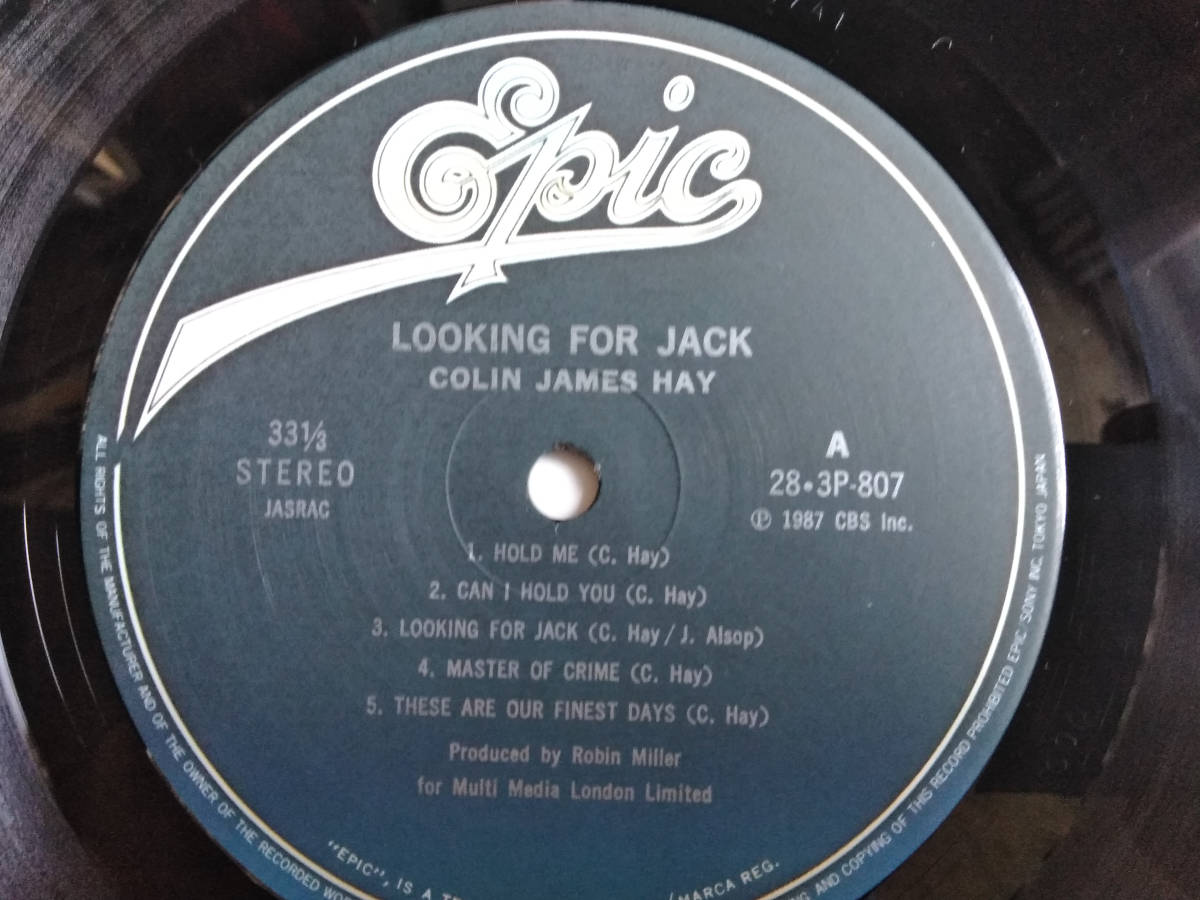 Epic
LOOKING FOR JACK
COLIN JAMES HAY
33⅓
STEREO
JASRAC
A
28•3P-807
Ⓟ 1987 CBS Inc.
1. HOLD ME (C. Hay)
2. CAN I HOLD YOU (C. Hay)
3. LOOKING FOR JACK (C. Hay / J. Alsop)
4. MASTER OF CRIME (C. Hay)
5. THESE ARE OUR FINEST DAYS (C. Hay)
Produced by Robin Miller
for Multi Media London Limited
ALL RIGHTS OF THE MANUFACTURER AND OF THE OWNER OF THE RECORDED
AND COPYING OF THIS RECORD PROHIBITED EPIC/SONY INC. TOKYO JAPAN
"EPIC", IS A
MARCA REG.